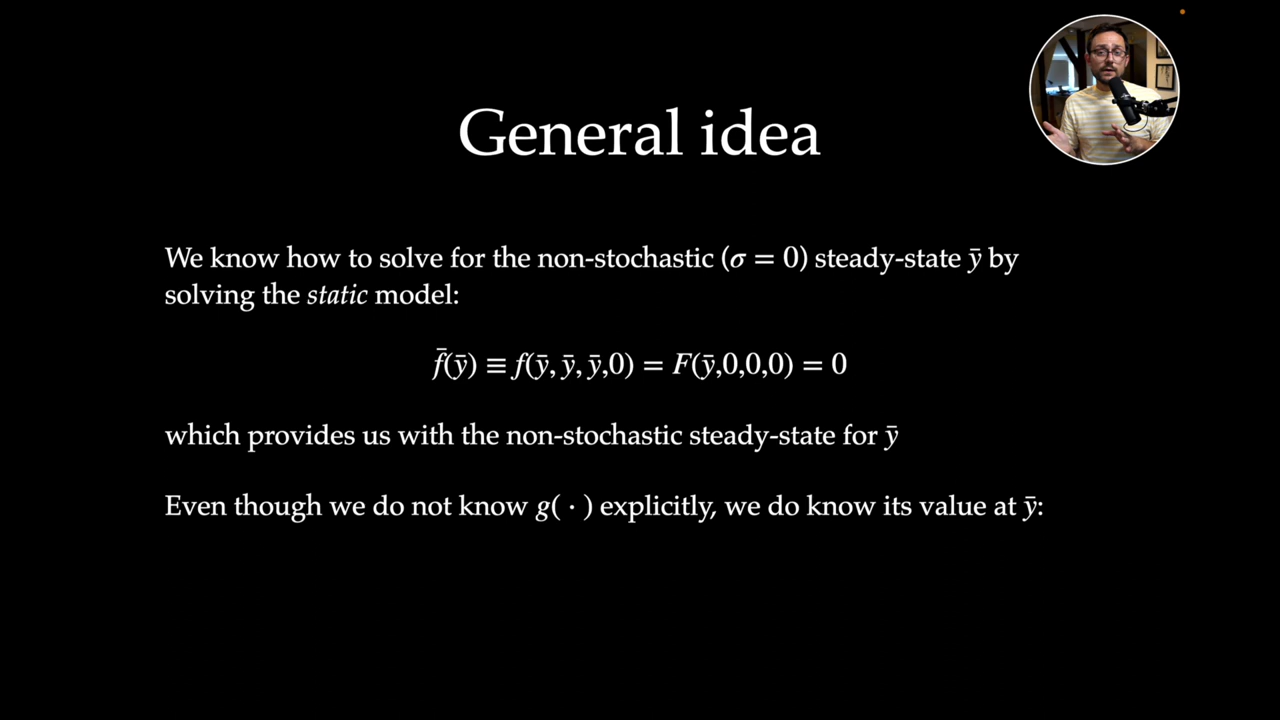 General idea
We know how to solve for the non-stochastic (σ = 0) steady-state ȳ by
solving the static model:
f̄(ȳ) ≡ f(ȳ, ȳ, ȳ,0) = F(ȳ,0,0,0) = 0
which provides us with the non-stochastic steady-state for ȳ
Even though we do not know g( · ) explicitly, we do know its value at ȳ: